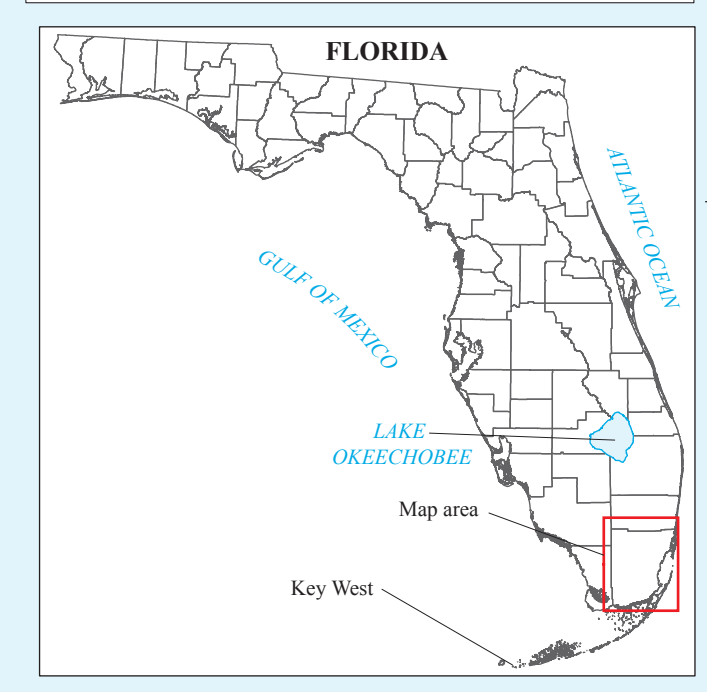 FLORIDA
ATLANTIC OCEAN
GULF OF MEXICO
LAKE
OKEECHOBEE
Map area
Key West